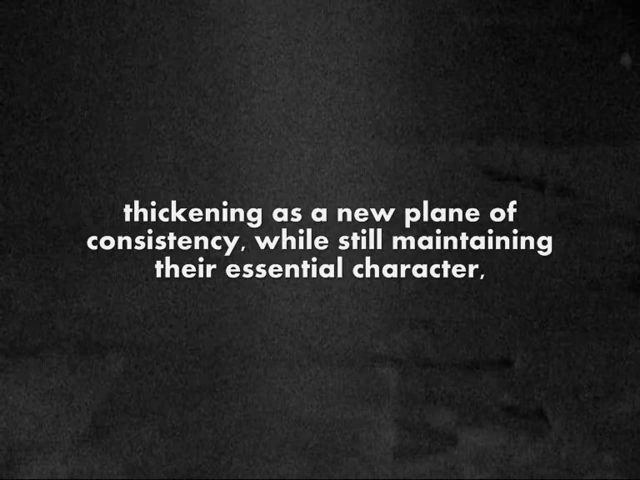 thickening as a new plane of
consistency, while still maintaining
their essential character,